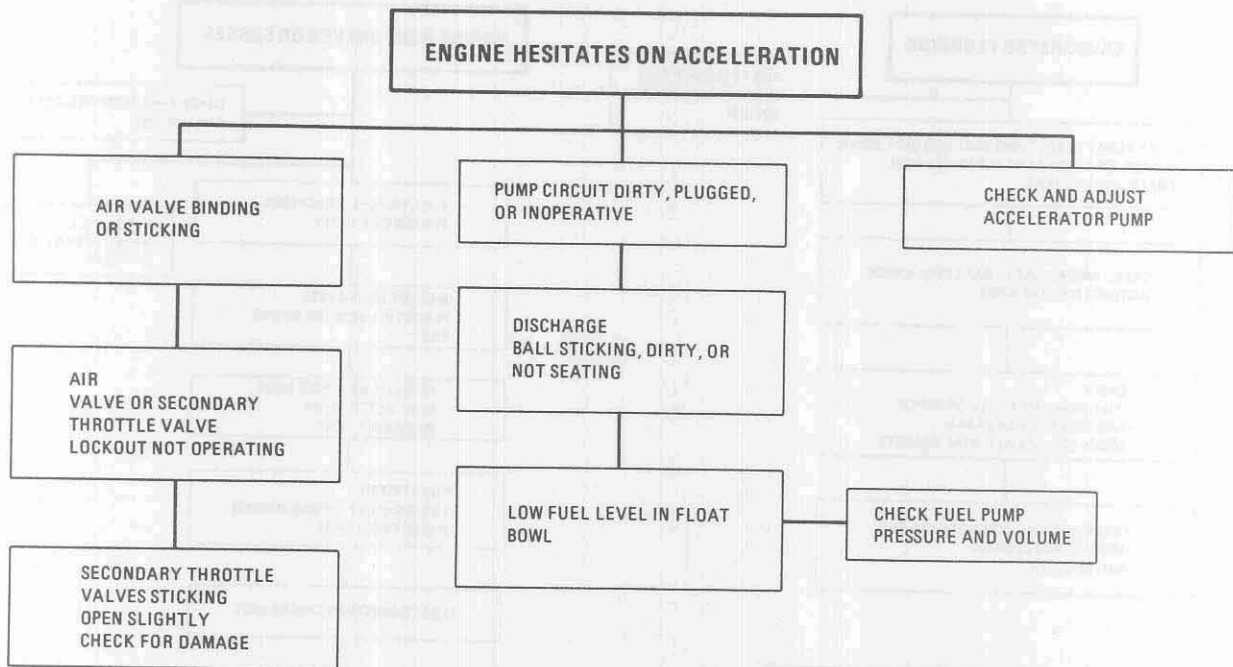 ENGINE HESITATES ON ACCELERATION
AIR VALVE BINDING
OR STICKING
PUMP CIRCUIT DIRTY, PLUGGED,
OR INOPERATIVE
CHECK AND ADJUST
ACCELERATOR PUMP
AIR
VALVE OR SECONDARY
THROTTLE VALVE
LOCKOUT NOT OPERATING
DISCHARGE
BALL STICKING, DIRTY, OR
NOT SEATING
LOW FUEL LEVEL IN FLOAT
BOWL
CHECK FUEL PUMP
PRESSURE AND VOLUME
SECONDARY THROTTLE
VALVES STICKING
OPEN SLIGHTLY
CHECK FOR DAMAGE